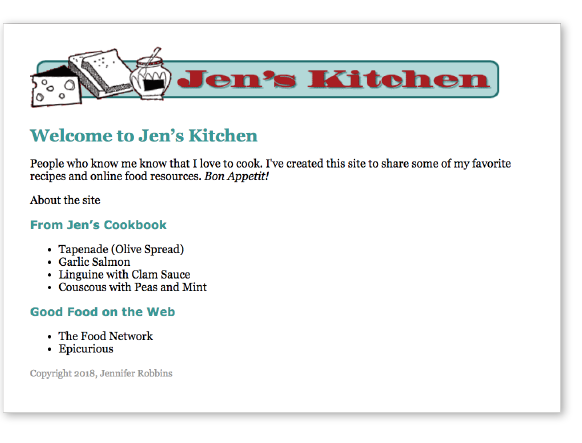 Jen's Kitchen
Welcome to Jen's Kitchen
People who know me know that I love to cook. I've created this site to share some of my favorite
recipes and online food resources. Bon Appetit!
About the site
From Jen's Cookbook
• Tapenade (Olive Spread)
• Garlic Salmon
• Linguine with Clam Sauce
• Couscous with Peas and Mint
Good Food on the Web
• The Food Network
• Epicurious
Copyright 2018, Jennifer Robbins